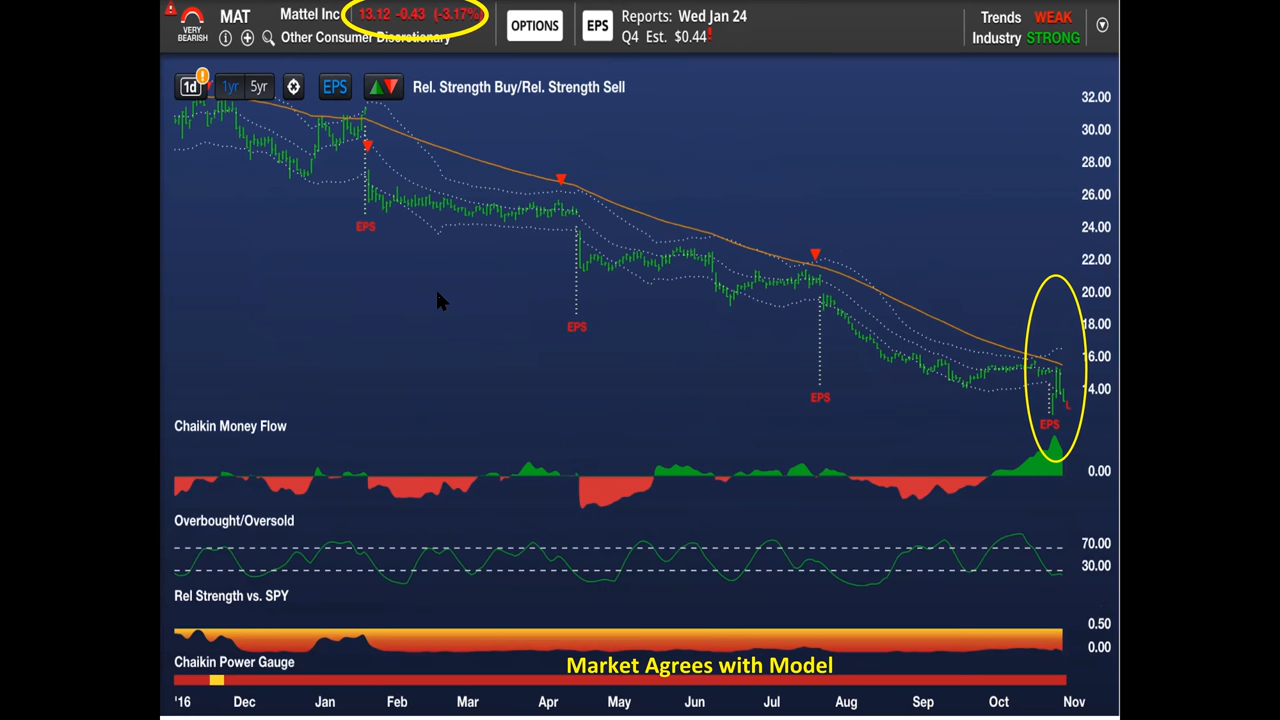 VERY
BEARISH
MAT
Mattel Inc
13.12 -0.43 (-3.17%)
Other Consumer Discretionary
OPTIONS
EPS
Reports: Wed Jan 24
Q4 Est. $0.44!
Trends WEAK
Industry STRONG
1d 1yr 5yr EPS Rel. Strength Buy/Rel. Strength Sell
32.00
30.00
28.00
26.00
24.00
22.00
20.00
18.00
16.00
14.00
EPS
EPS
EPS
L
EPS
Chaikin Money Flow
0.00
Overbought/Oversold
70.00
30.00
Rel Strength vs. SPY
0.50
0.00
Chaikin Power Gauge
Market Agrees with Model
'16 Dec Jan Feb Mar Apr May Jun Jul Aug Sep Oct Nov